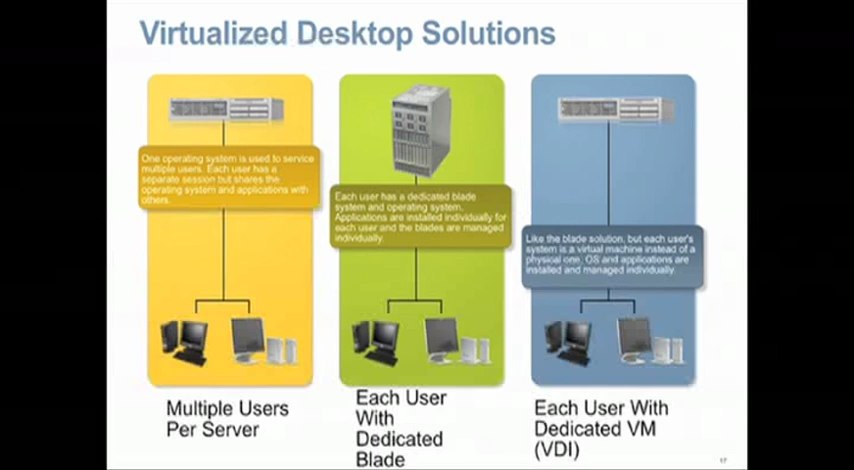 Virtualized Desktop Solutions
One operating system is used to service
multiple users. Each user has a
separate session but shares the
operating system and applications with
others.
Each user has a dedicated blade
system and operating system.
Applications are installed individually for
each user and the blades are managed
individually.
Like the blade solution, but each user's
system is a virtual machine instead of a
physical one, OS and applications are
installed and managed individually.
Multiple Users
Per Server
Each User
With
Dedicated
Blade
Each User With
Dedicated VM
(VDI)
17